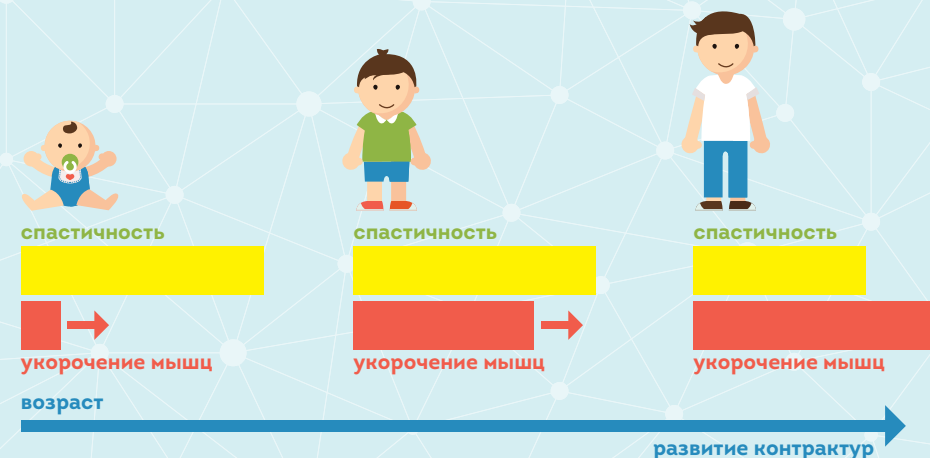 спастичность
спастичность
спастичность
укорочение мышц
укорочение мышц
укорочение мышц
возраст
развитие контрактур